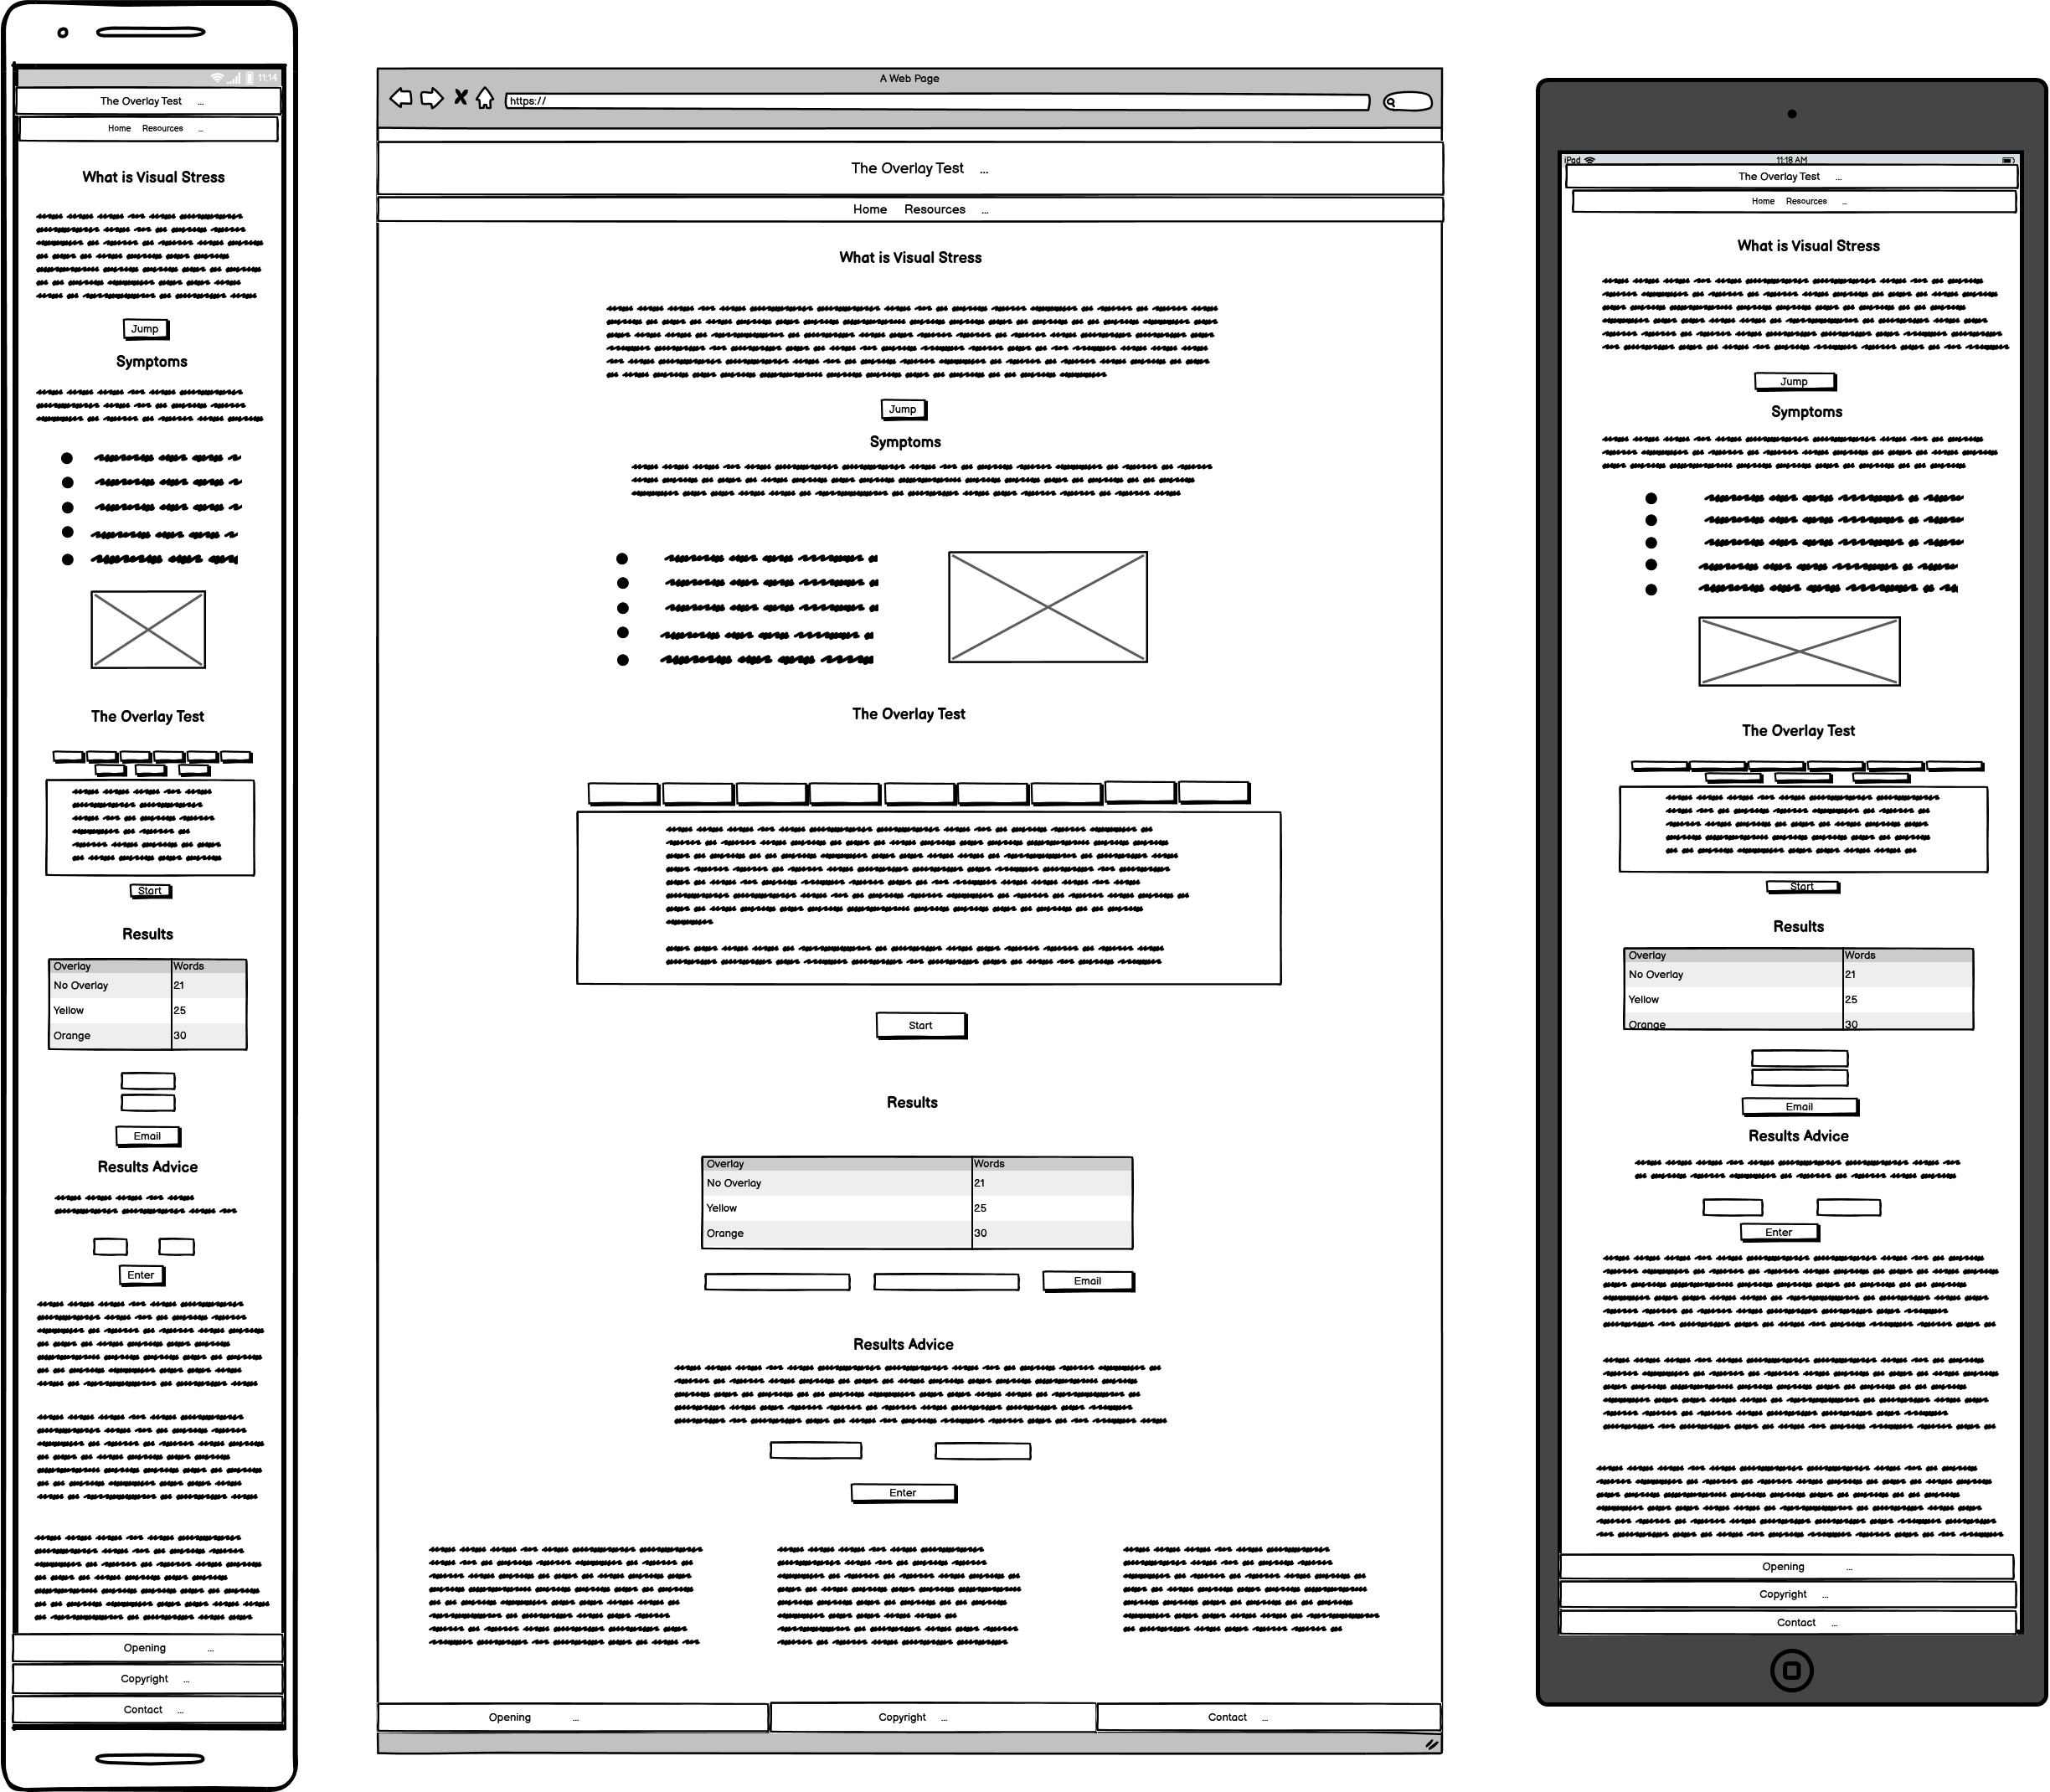 11:14
The Overlay Test ...
Home Resources ...
What is Visual Stress
Jump
Symptoms
The Overlay Test
Start
Results
Overlay Words
No Overlay 21
Yellow 25
Orange 30
Email
Results Advice
Enter
Opening ...
Copyright ...
Contact ...
A Web Page
https://
The Overlay Test ...
Home Resources ...
What is Visual Stress
Jump
Symptoms
The Overlay Test
Start
Results
Overlay Words
No Overlay 21
Yellow 25
Orange 30
Email
Results Advice
Enter
Opening ... Copyright ... Contact ...
iPad 11:18 AM
The Overlay Test ...
Home Resources ...
What is Visual Stress
Jump
Symptoms
The Overlay Test
Start
Results
Overlay Words
No Overlay 21
Yellow 25
Orange 30
Email
Results Advice
Enter
Opening ...
Copyright ...
Contact ...